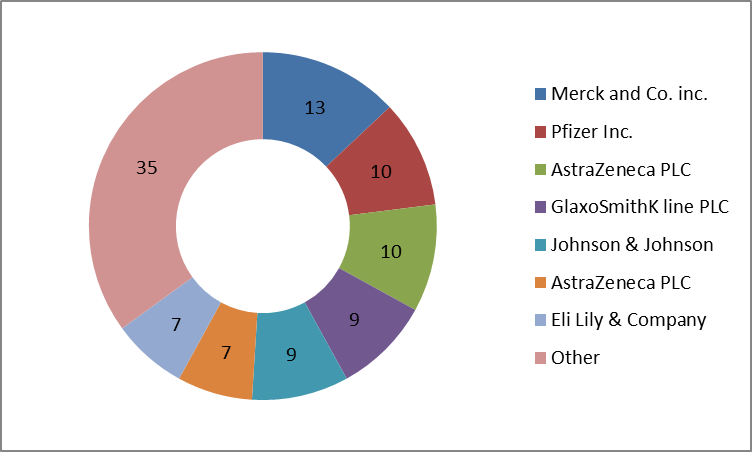 13
10
10
9
9
7
7
35
Merck and Co. inc.
Pfizer Inc.
AstraZeneca PLC
GlaxoSmithK line PLC
Johnson & Johnson
AstraZeneca PLC
Eli Lily & Company
Other